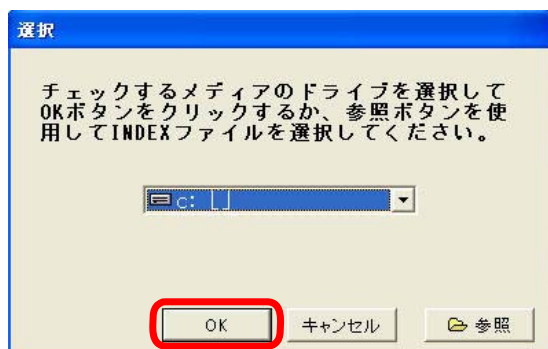 選択
チェックするメディアのドライブを選択して
OKボタンをクリックするか、参照ボタンを使
用してINDEXファイルを選択してください。
c: []
OK キャンセル 参照